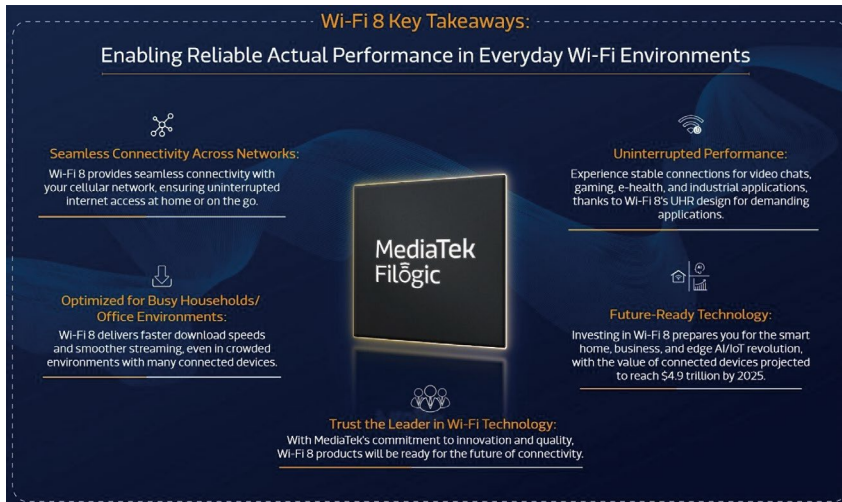 Wi-Fi 8 Key Takeaways:
Enabling Reliable Actual Performance in Everyday Wi-Fi Environments
Seamless Connectivity Across Networks:
Wi-Fi 8 provides seamless connectivity with
your cellular network, ensuring uninterrupted
internet access at home or on the go.
Optimized for Busy Households/
Office Environments:
Wi-Fi 8 delivers faster download speeds
and smoother streaming, even in crowded
environments with many connected devices.
MediaTek
Filogic
Uninterrupted Performance:
Experience stable connections for video chats,
gaming, e-health, and industrial applications,
thanks to Wi-Fi 8's UHR design for demanding
applications.
Future-Ready Technology:
Investing in Wi-Fi 8 prepares you for the smart
home, business, and edge AI/IoT revolution,
with the value of connected devices projected
to reach $4.9 trillion by 2025.
Trust the Leader in Wi-Fi Technology:
With MediaTek's commitment to innovation and quality,
Wi-Fi 8 products will be ready for the future of connectivity.